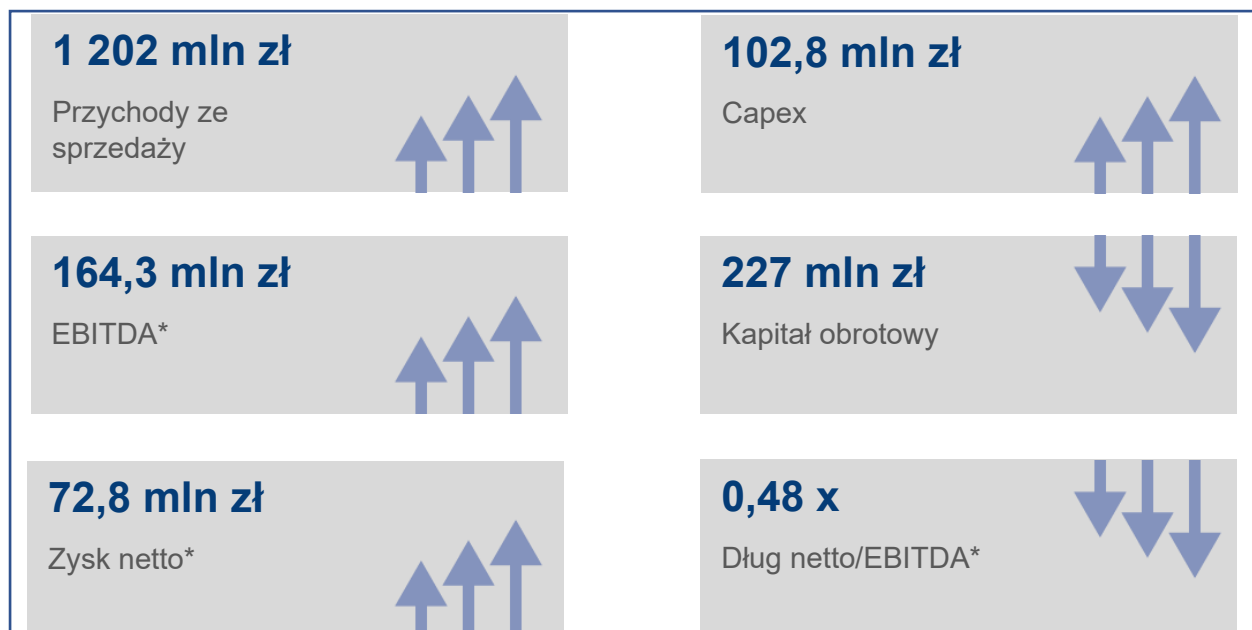 1 202 mln zł
Przychody ze
sprzedaży
102,8 mln zł
Capex
164,3 mln zł
EBITDA*
227 mln zł
Kapitał obrotowy
72,8 mln zł
Zysk netto*
0,48 x
Dług netto/EBITDA*